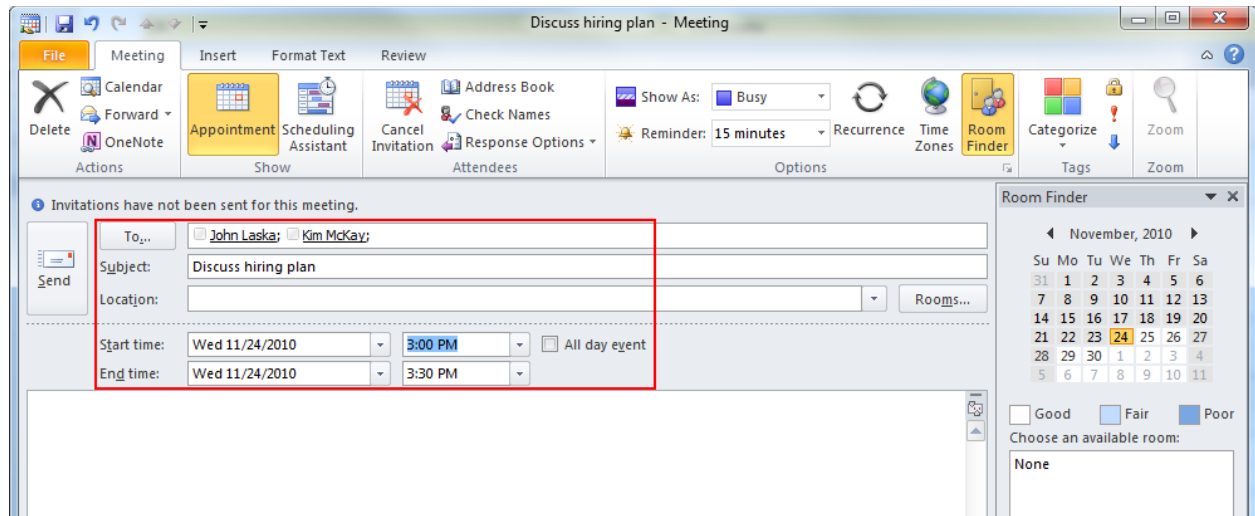 Discuss hiring plan - Meeting
File Meeting Insert Format Text Review
Delete
Calendar
Forward
OneNote
Actions
Appointment
Scheduling Assistant
Show
Cancel Invitation
Address Book
Check Names
Response Options
Attendees
Show As: Busy
Reminder: 15 minutes
Recurrence
Time Zones
Room Finder
Options
Categorize
Tags
Zoom
Zoom
Invitations have not been sent for this meeting.
Send
To... John Laska; Kim McKay;
Subject: Discuss hiring plan
Location: Rooms...
Start time: Wed 11/24/2010 3:00 PM All day event
End time: Wed 11/24/2010 3:30 PM
Room Finder
November, 2010
Su Mo Tu We Th Fr Sa
31 1 2 3 4 5 6
7 8 9 10 11 12 13
14 15 16 17 18 19 20
21 22 23 24 25 26 27
28 29 30 1 2 3 4
5 6 7 8 9 10 11
Good Fair Poor
Choose an available room:
None